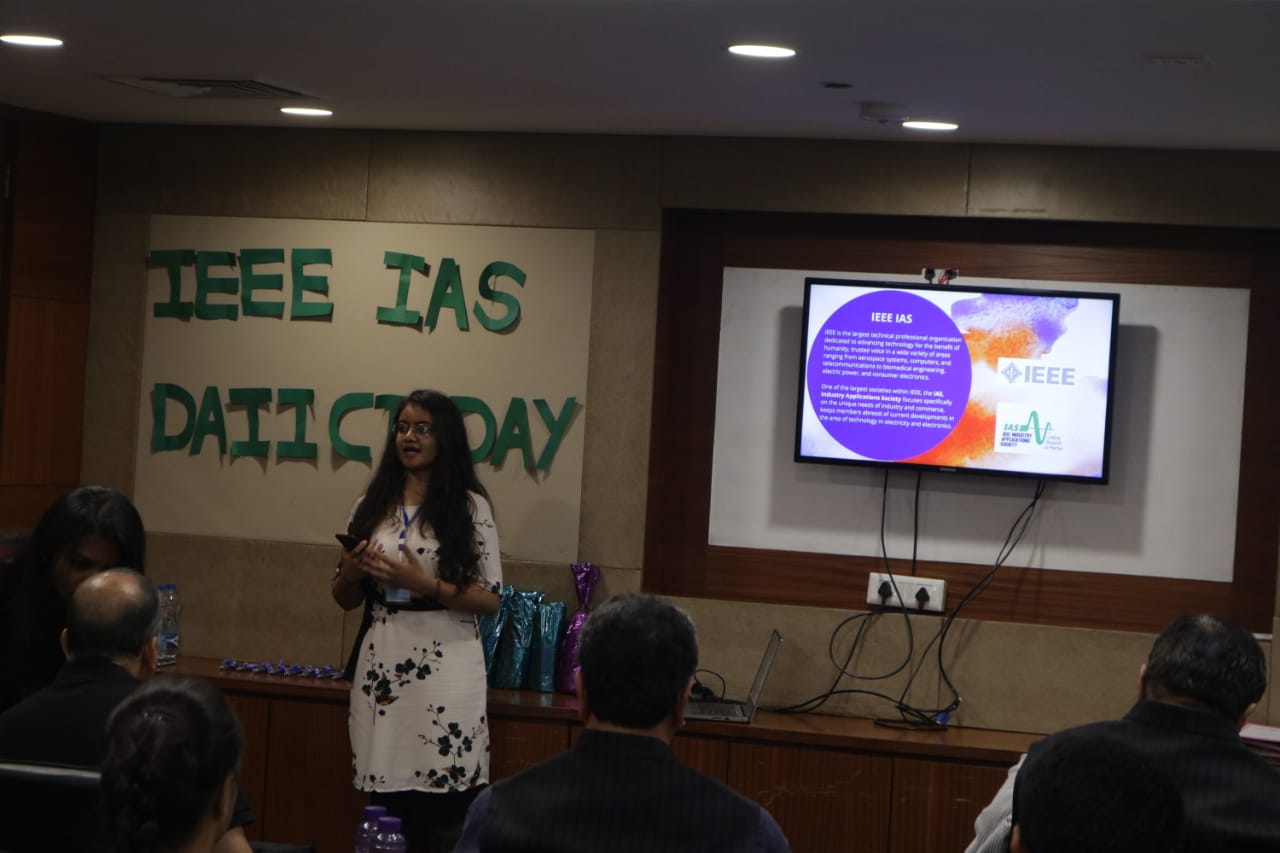 IEEE IAS
DAIICT DAY
IEEE IAS
IEEE is the largest technical professional organization
dedicated to advancing technology for the benefit of
humanity, trusted voice in a wide variety of areas
ranging from aerospace systems, computers, and
telecommunications to biomedical engineering,
electric power, and consumer electronics.
One of the largest societies within IEEE, the IAS,
Industry Applications Society focuses specifically
on the unique needs of industry and commerce,
keeps members abreast of current developments in
the area of technology in electricity and electronics.
IEEE
IAS
IEEE INDUSTRY
APPLICATIONS
SOCIETY